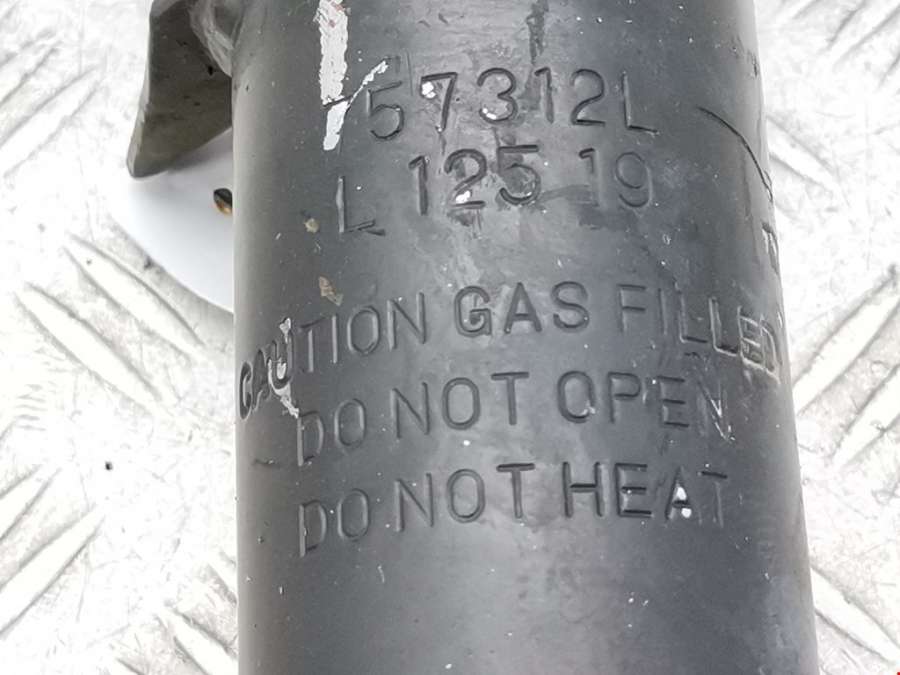 57312L
L 125 19
CAUTION GAS FILLED
DO NOT OPEN
DO NOT HEAT